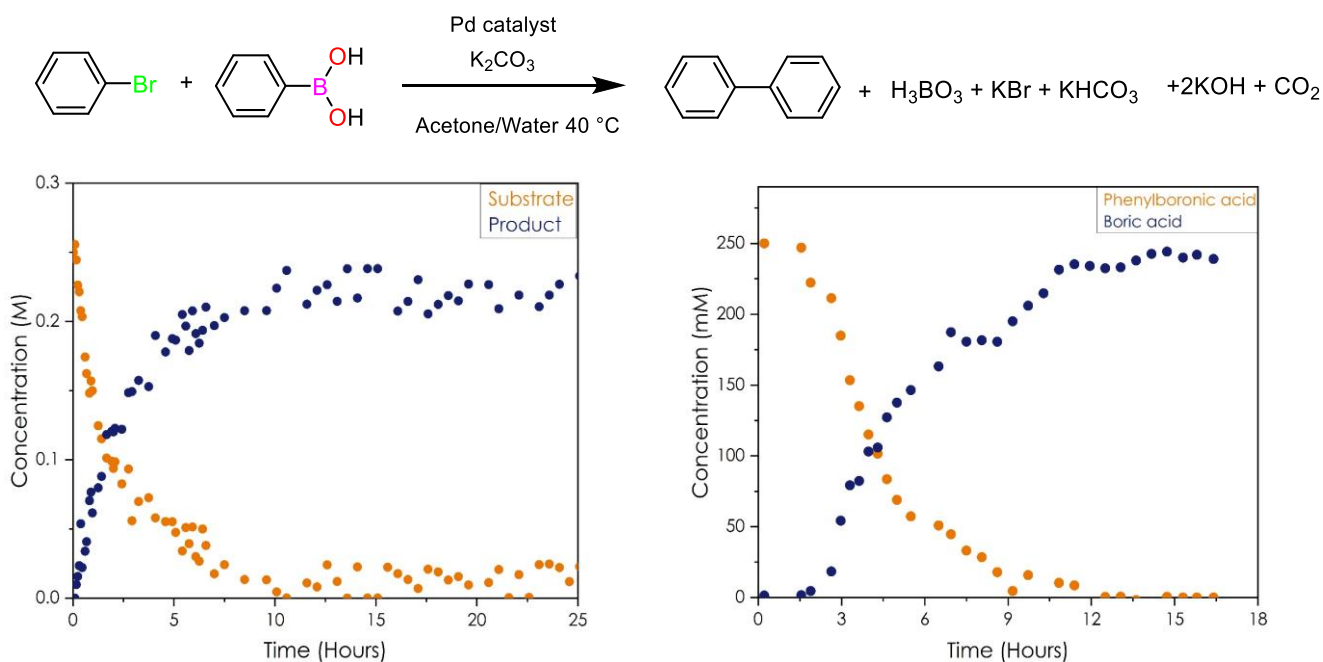 Pd catalyst
K2CO3
Acetone/Water 40 °C
Br
+
B
OH
OH
+ H3BO3 + KBr + KHCO3 +2KOH + CO2
Substrate
Product
0.3
0.2
0.1
0.0
Concentration (M)
0 5 10 15 20 25
Time (Hours)
Phenylboronic acid
Boric acid
250
200
150
100
50
0
Concentration (mM)
0 3 6 9 12 15 18
Time (Hours)